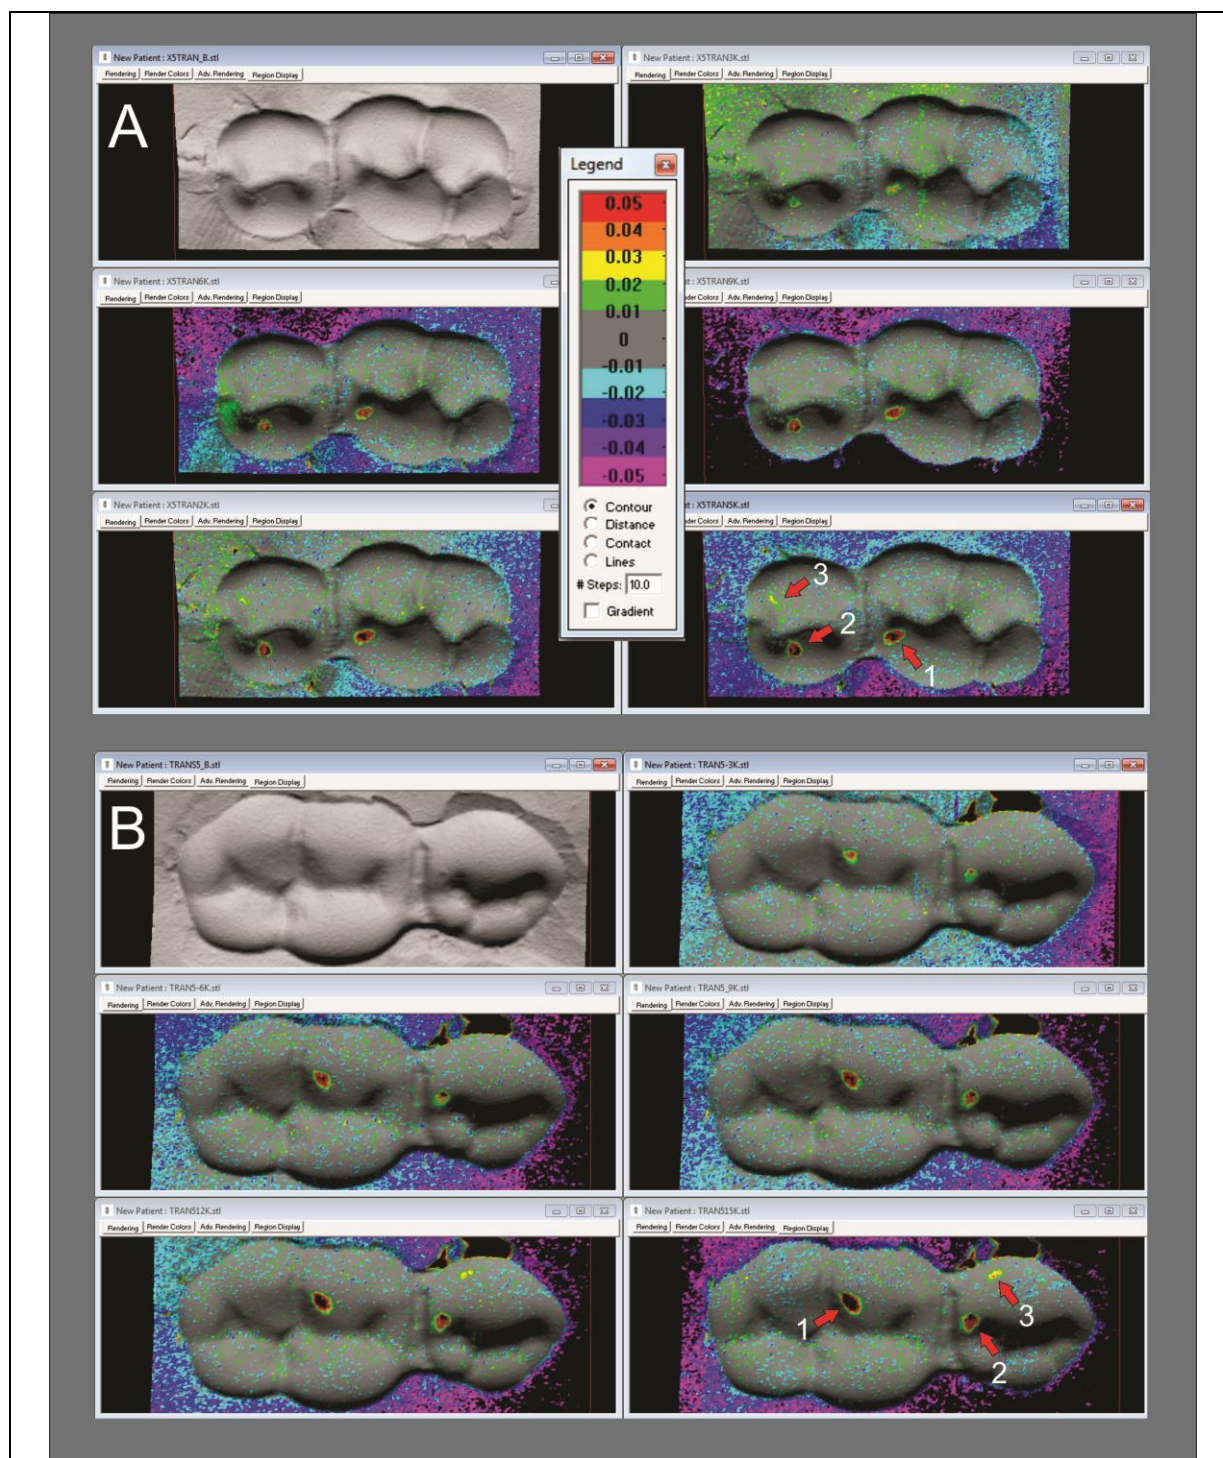 New Patient : X5TRAN_B.stl
Rendering Render Colors Adv. Rendering Region Display
A
New Patient : X5TRAN3K.stl
Rendering Render Colors Adv. Rendering Region Display
Legend
0.05
0.04
0.03
0.02
0.01
0
-0.01
-0.02
-0.03
-0.04
-0.05
Contour
Distance
Contact
Lines
# Steps: 10.0
Gradient
New Patient : X5TRAN6K.stl
Rendering Render Colors Adv. Rendering Region Display
Patient : X5TRAN9K.stl
Colors Adv. Rendering Region Display
New Patient : X5TRAN2K.stl
Rendering Render Colors Adv. Rendering Region Display
Patient : X5TRAN5K.stl
Colors Adv. Rendering Region Display
3
2
1
New Patient : TRANS5_B.stl
Rendering Render Colors Adv. Rendering Region Display
B
New Patient : TRAN5-3K.stl
Rendering Render Colors Adv. Rendering Region Display
New Patient : TRAN5-6K.stl
Rendering Render Colors Adv. Rendering Region Display
New Patient : TRAN5_9K.stl
Rendering Render Colors Adv. Rendering Region Display
New Patient : TRAN512K.stl
Rendering Render Colors Adv. Rendering Region Display
New Patient : TRAN515K.stl
Rendering Render Colors Adv. Rendering Region Display
1
3
2